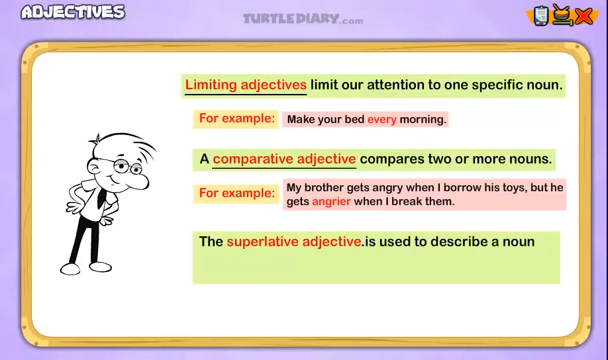 ADJECTIVES
TURTLEDIARY.com
Limiting adjectives limit our attention to one specific noun.
For example: Make your bed every morning.
A comparative adjective compares two or more nouns.
For example: My brother gets angry when I borrow his toys, but he
gets angrier when I break them.
The superlative adjective.is used to describe a noun